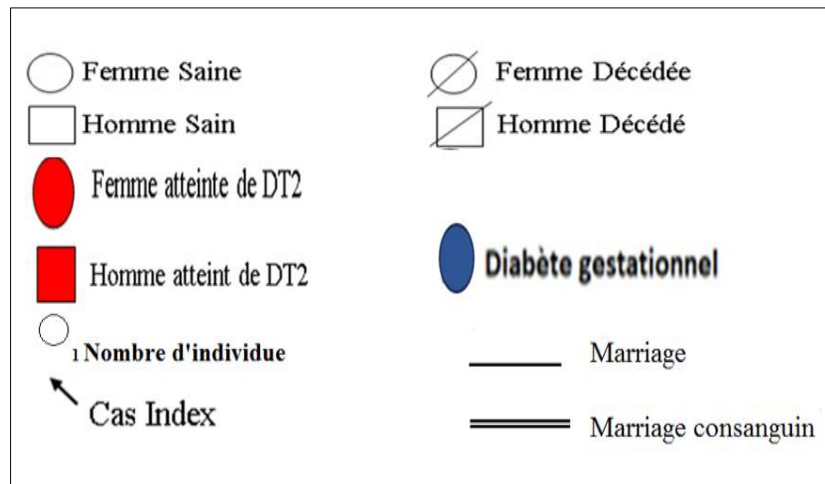 Femme Saine
Femme Décédée
Homme Sain
Homme Décédé
Femme atteinte de DT2
Homme atteint de DT2
Diabète gestationnel
1 Nombre d'individue
Marriage
Cas Index
Marriage consanguin